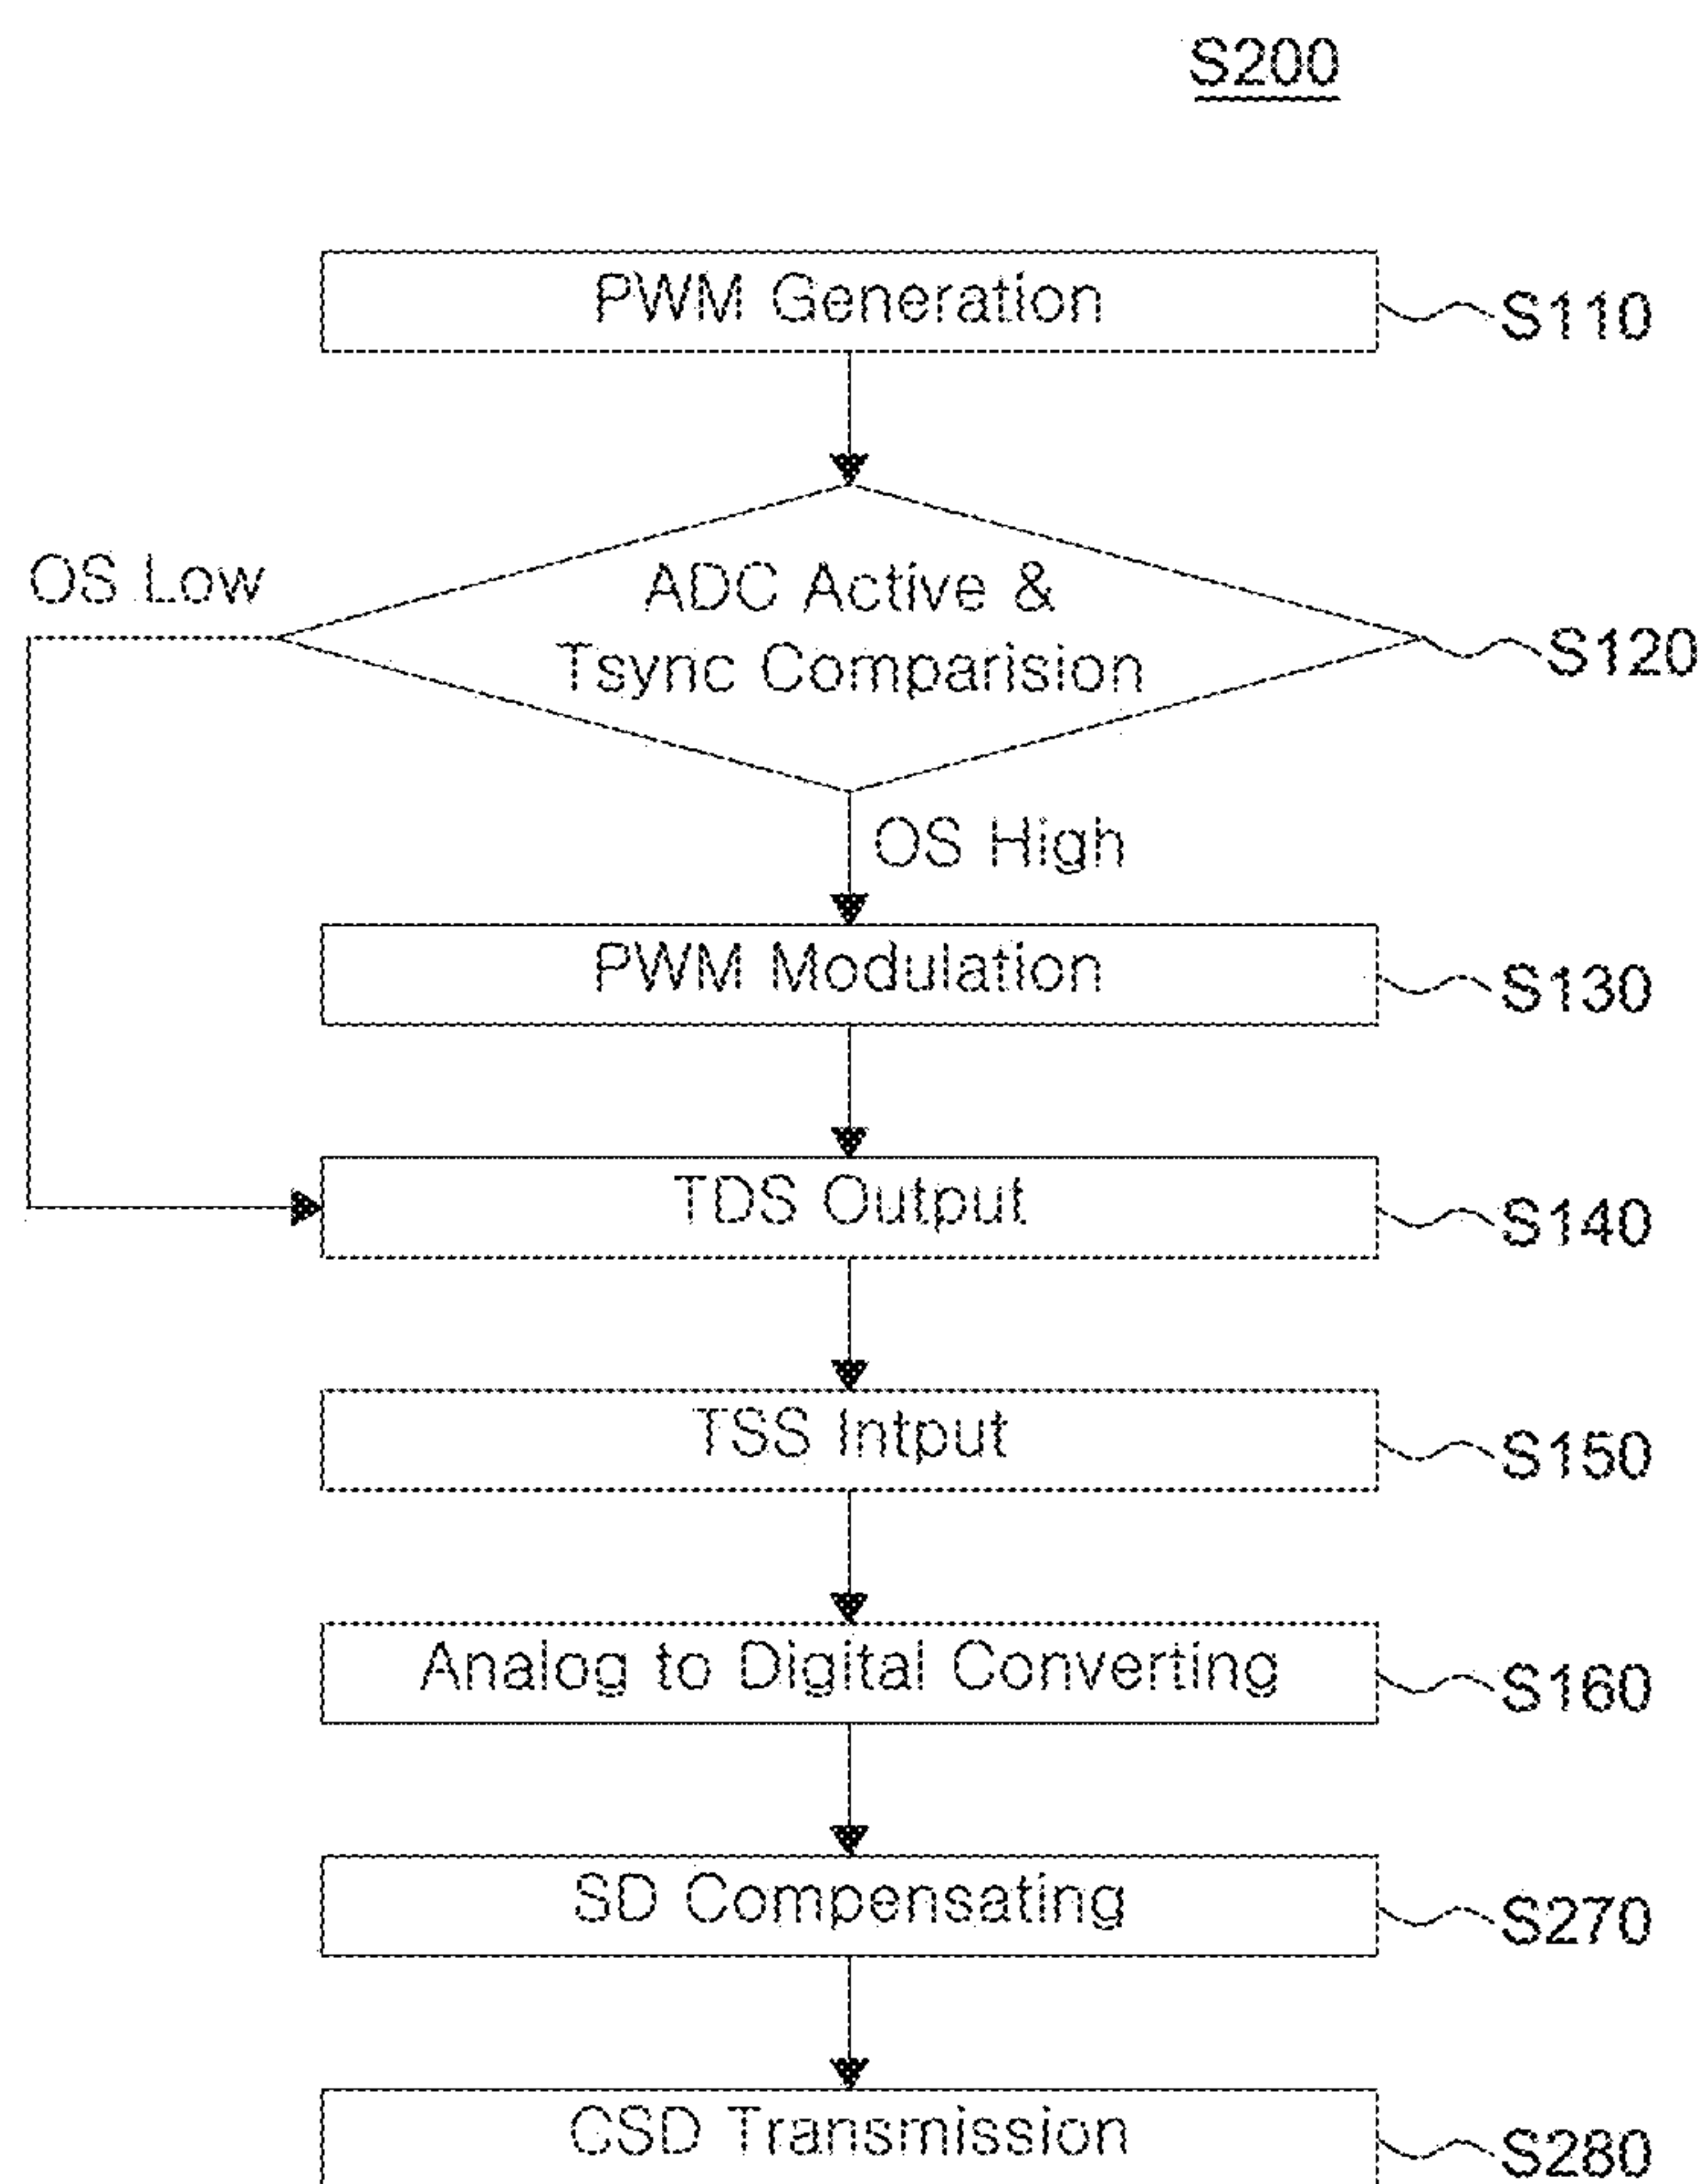 S200
PWM Generation
S110
OS Low
ADC Active &
Tsync Comparision
S120
OS High
PWM Modulation
S130
TDS Output
S140
TSS Intput
S150
Analog to Digital Converting
S160
SD Compensating
S270
CSD Transmission
S280